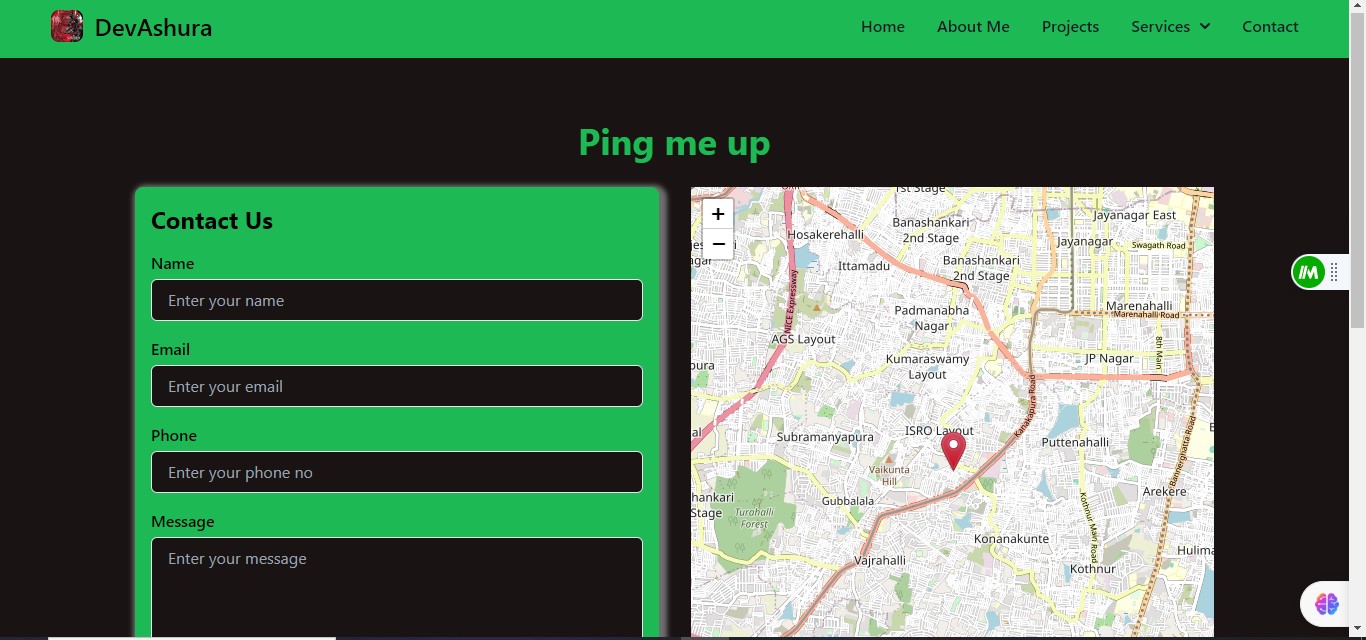 DevAshura
Home
About Me
Projects
Services
Contact
Ping me up
Contact Us
Name
Enter your name
Email
Enter your email
Phone
Enter your phone no
Message
Enter your message
+
−
1st Stage
Jayanagar East
Banashankari
2nd Stage
Hosakerehalli
Jayanagar
Swagath Road
Banashankari
2nd Stage
Ittamadu
NICE Expressway
Padmanabha
Nagar
Marenahalli
Marenahalli Road
AGS Layout
8th Main
Kumaraswamy
Layout
JP Nagar
pura
Kanakapura Road
Subramanyapura
ISRO Layout
Puttenahalli
Bannerghatta Road
Vaikunta
Hill
hankari
Stage
Turahalli
Forest
Gubbalala
Arekere
Kothnur Main Road
Konanakunte
Hulima
Vajrahalli
Kothnur